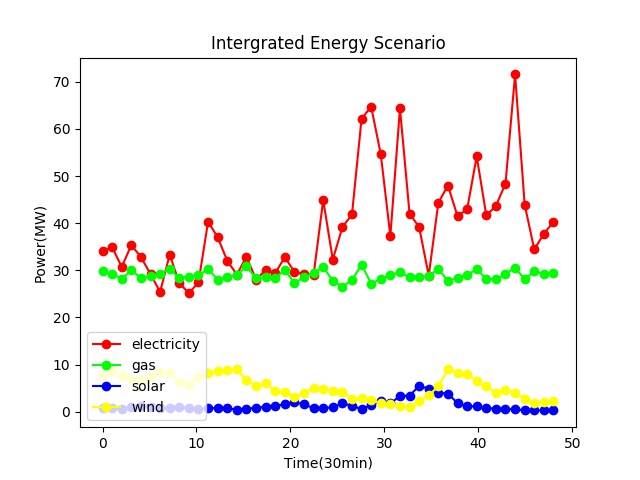 Intergrated Energy Scenario
Power(MW)
70
60
50
40
30
20
10
0
electricity
gas
solar
wind
0 10 20 30 40 50
Time(30min)